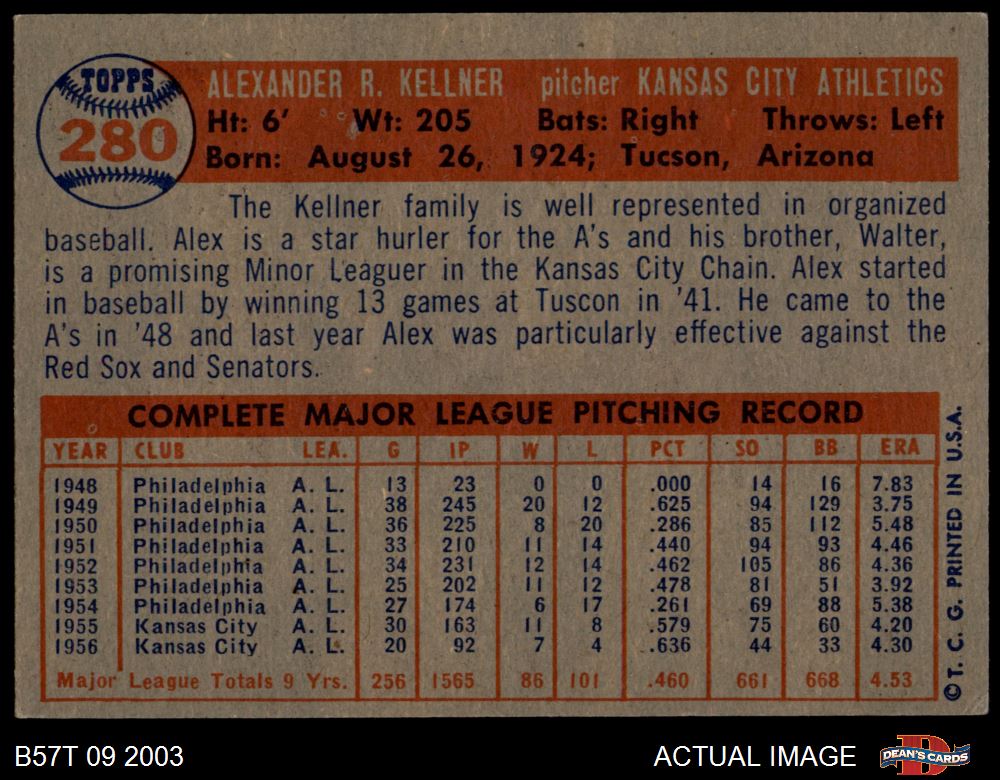 TOPPS
280
ALEXANDER R. KELLNER pitcher KANSAS CITY ATHLETICS
Ht: 6' Wt: 205 Bats: Right Throws: Left
Born: August 26, 1924; Tucson, Arizona
The Kellner family is well represented in organized
baseball. Alex is a star hurler for the A's and his brother, Walter,
is a promising Minor Leaguer in the Kansas City Chain. Alex started
in baseball by winning 13 games at Tuscon in '41. He came to the
A's in '48 and last year Alex was particularly effective against the
Red Sox and Senators.
COMPLETE MAJOR LEAGUE PITCHING RECORD
YEAR CLUB LEA. G IP W L PCT SO BB ERA
1948 Philadelphia A. L. 13 23 0 0 .000 14 16 7.83
1949 Philadelphia A. L. 38 245 20 12 .625 94 129 3.75
1950 Philadelphia A. L. 36 225 8 20 .286 85 112 5.48
1951 Philadelphia A. L. 33 210 11 14 .440 94 93 4.46
1952 Philadelphia A. L. 34 231 12 14 .462 105 86 4.36
1953 Philadelphia A. L. 25 202 11 12 .478 81 51 3.92
1954 Philadelphia A. L. 27 174 6 17 .261 69 88 5.38
1955 Kansas City A. L. 30 163 11 8 .579 75 60 4.20
1956 Kansas City A. L. 20 92 7 4 .636 44 33 4.30
Major League Totals 9 Yrs. 256 1565 86 101 .460 661 668 4.53
© T. C. G. PRINTED IN U.S.A.
B57T 09 2003
ACTUAL IMAGE
DEAN'S CARDS